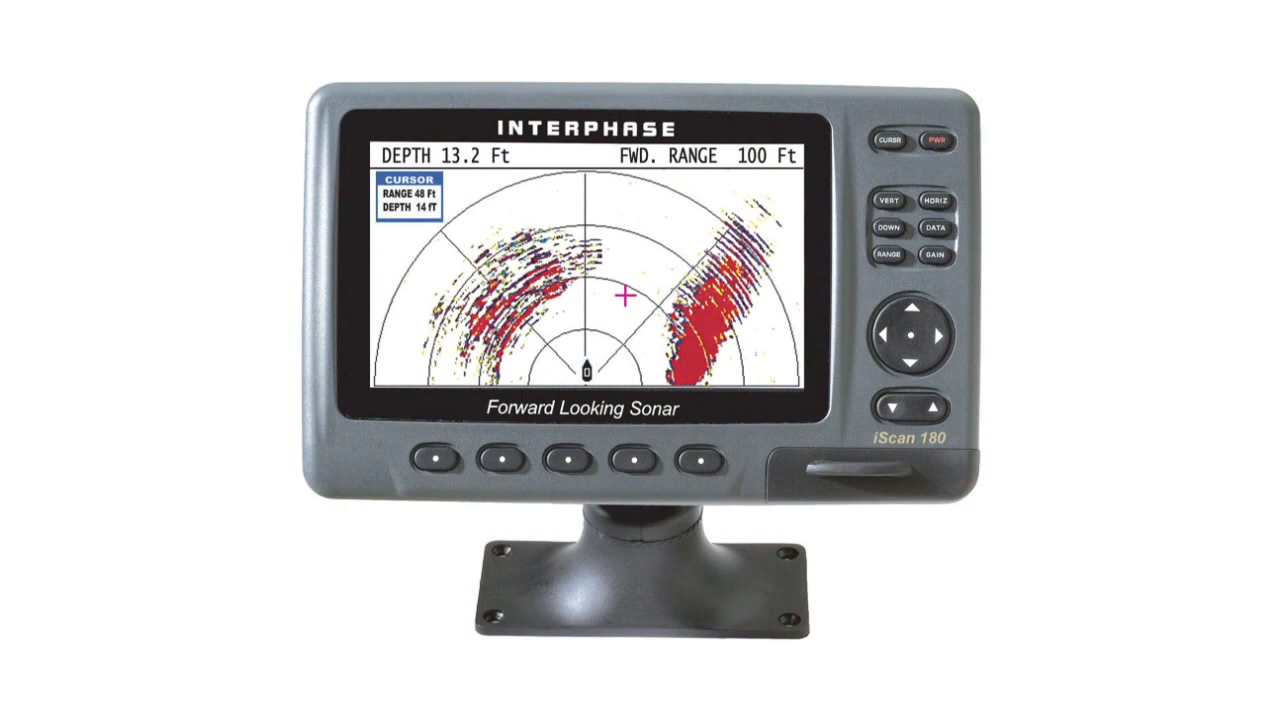 INTERPHASE
DEPTH 13.2 Ft FWD. RANGE 100 Ft
CURSOR
RANGE 48 Ft
DEPTH 14 fT
Forward Looking Sonar
CURSR PWR
VERT HORIZ
DOWN DATA
RANGE GAIN
iScan 180